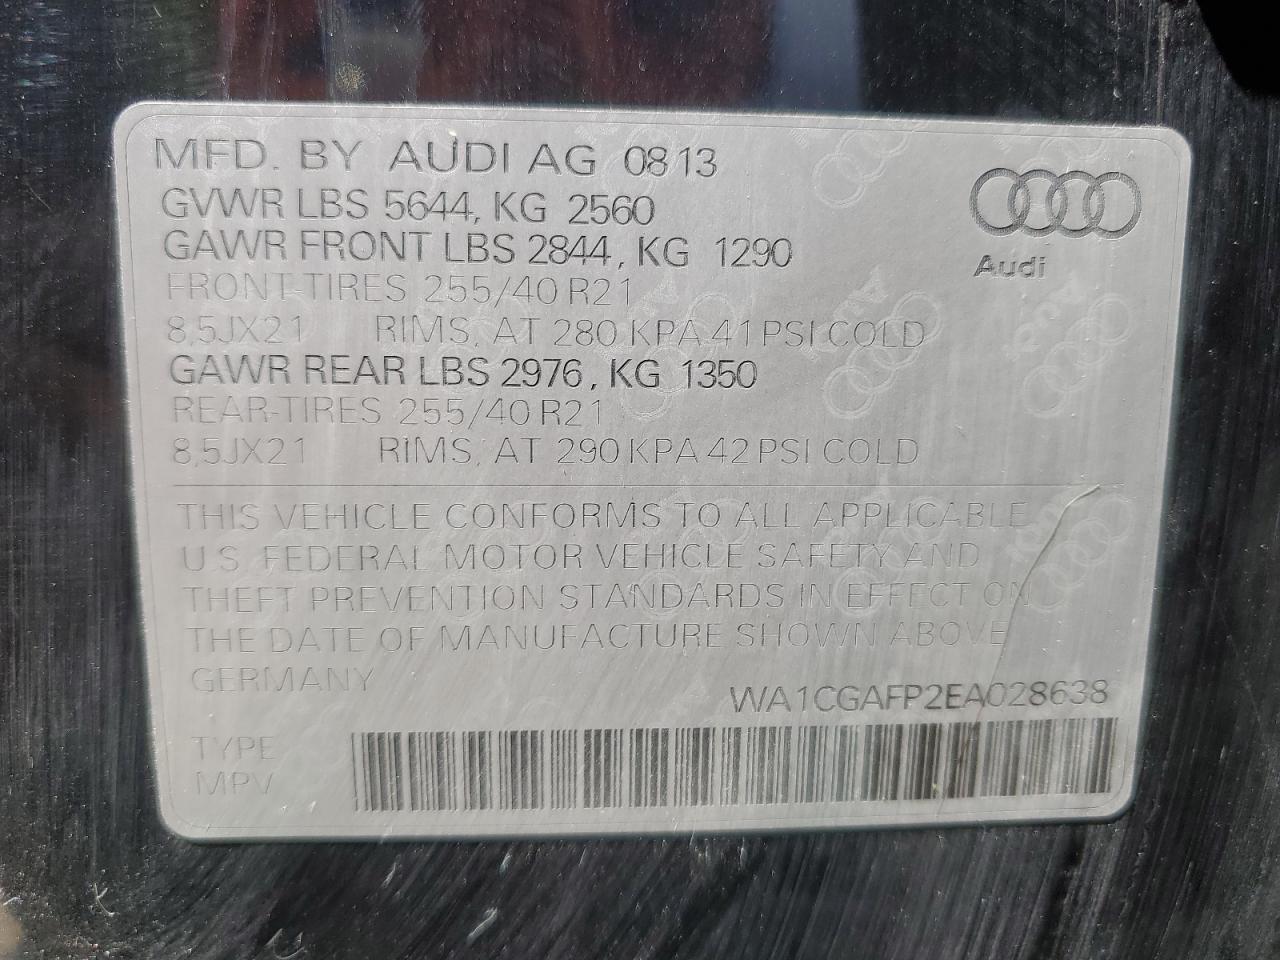 MFD. BY AUDI AG 08 13
GVWR LBS 5644, KG 2560
GAWR FRONT LBS 2844, KG 1290
FRONT-TIRES 255/40 R21
8,5JX21 RIMS, AT 280 KPA 41 PSI COLD
GAWR REAR LBS 2976, KG 1350
REAR-TIRES 255/40 R21
8,5JX21 RIMS, AT 290 KPA 42 PSI COLD
Audi
THIS VEHICLE CONFORMS TO ALL APPLICABLE
U.S. FEDERAL MOTOR VEHICLE SAFETY AND
THEFT PREVENTION STANDARDS IN EFFECT ON
THE DATE OF MANUFACTURE SHOWN ABOVE
GERMANY
WA1CGAFP2EA028638
TYPE
MPV